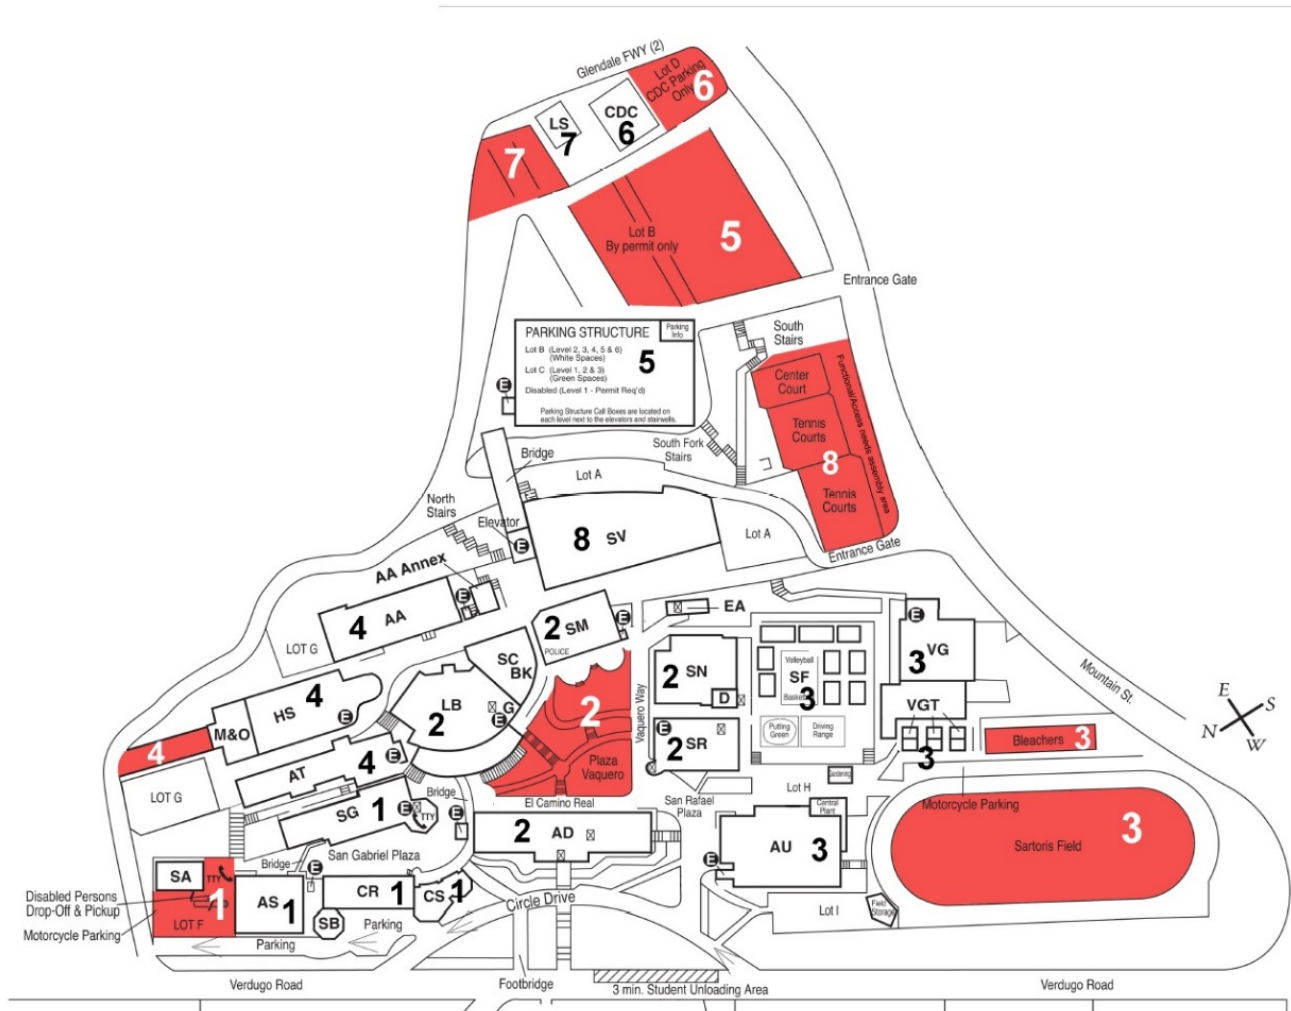 Glendale FWY (2)
Lot D
CDC Parking
Only
6
LS
7
CDC
6
7
Lot B
By permit only
5
Entrance Gate
PARKING STRUCTURE
Parking
Info
Lot B (Level 2, 3, 4, 5 & 6)
(White Spaces)
5
Lot C (Level 1, 2 & 3)
(Green Spaces)
Disabled (Level 1 - Permit Req'd)
Parking Structure Call Boxes are located on
each level next to the elevators and stairwells.
E
South
Stairs
Center
Court
Tennis
Courts
8
Tennis
Courts
Functional/Access needs assembly area
South Fork
Stairs
Bridge
Lot A
North
Stairs
Elevator
E
8 SV
Lot A
Entrance Gate
AA Annex
E
4 AA
LOT G
2 SM
POLICE
E
EA
SC
BK
2 SN
D
Volleyball
SF
Basketball
3
E
VG
3
Mountain St.
E
S
N
W
4
HS
E
M&O
4
LB
2
G
E
2
Plaza
Vaquero
Vaquero Way
E
2 SR
Putting
Green
Driving
Range
VGT
3
Bleachers 3
AT
4
E
LOT G
SG
1
E
TTY
Bridge
E
El Camino Real
San Rafael
Plaza
Lot H
Gardening
Central
Plant
Motorcycle Parking
2 AD
AU 3
E
Sartoris Field
3
San Gabriel Plaza
Bridge
E
SA
TTY
1
LOT F
Disabled Persons
Drop-Off & Pickup
Motorcycle Parking
AS 1
CR 1
CS 1
SB
Parking
Parking
Circle Drive
Lot I
Field
Storage
Verdugo Road
Footbridge
3 min. Student Unloading Area
Verdugo Road